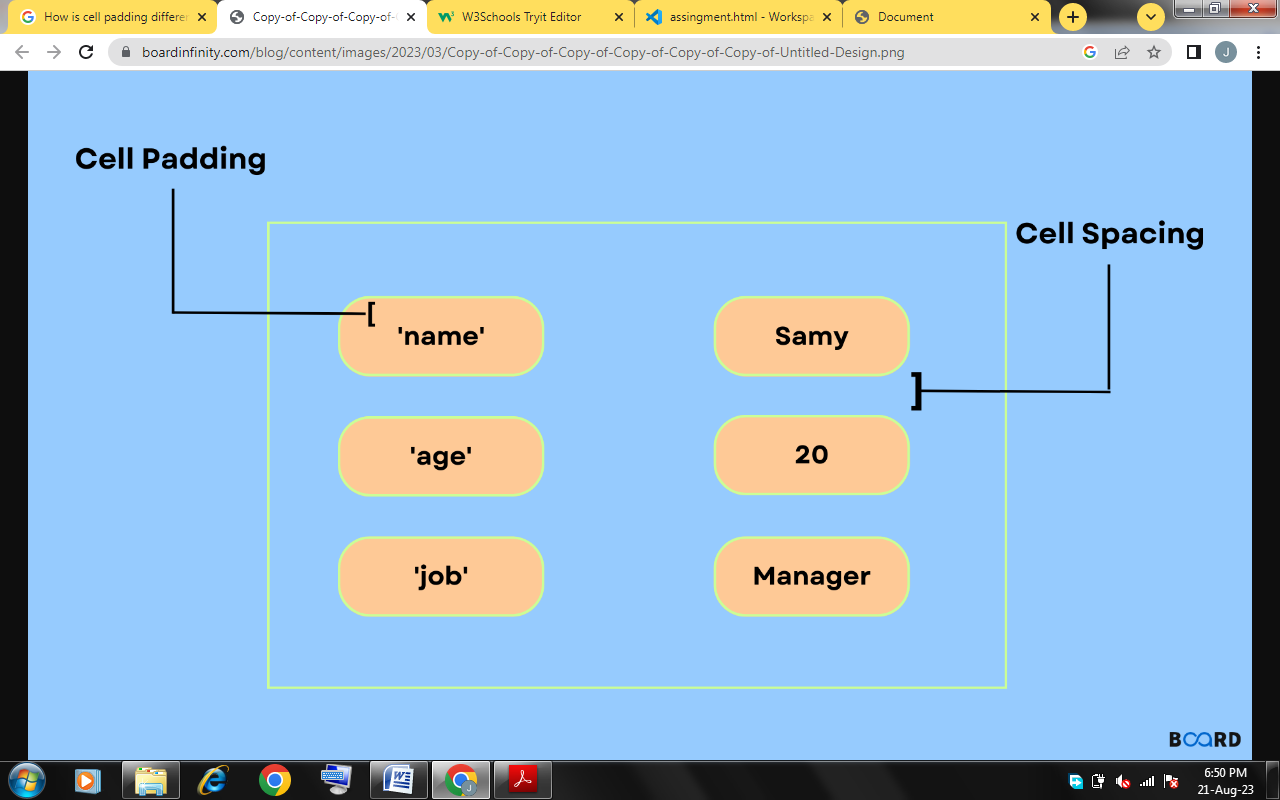 How is cell padding differen
Copy-of-Copy-of-Copy-of-
W3Schools Tryit Editor
assingment.html - Workspa
Document
boardinfinity.com/blog/content/images/2023/03/Copy-of-Copy-of-Copy-of-Copy-of-Copy-of-Copy-of-Untitled-Design.png
J
Cell Padding
Cell Spacing
'name'
Samy
'age'
20
'job'
Manager
BOARD
J
6:50 PM
21-Aug-23